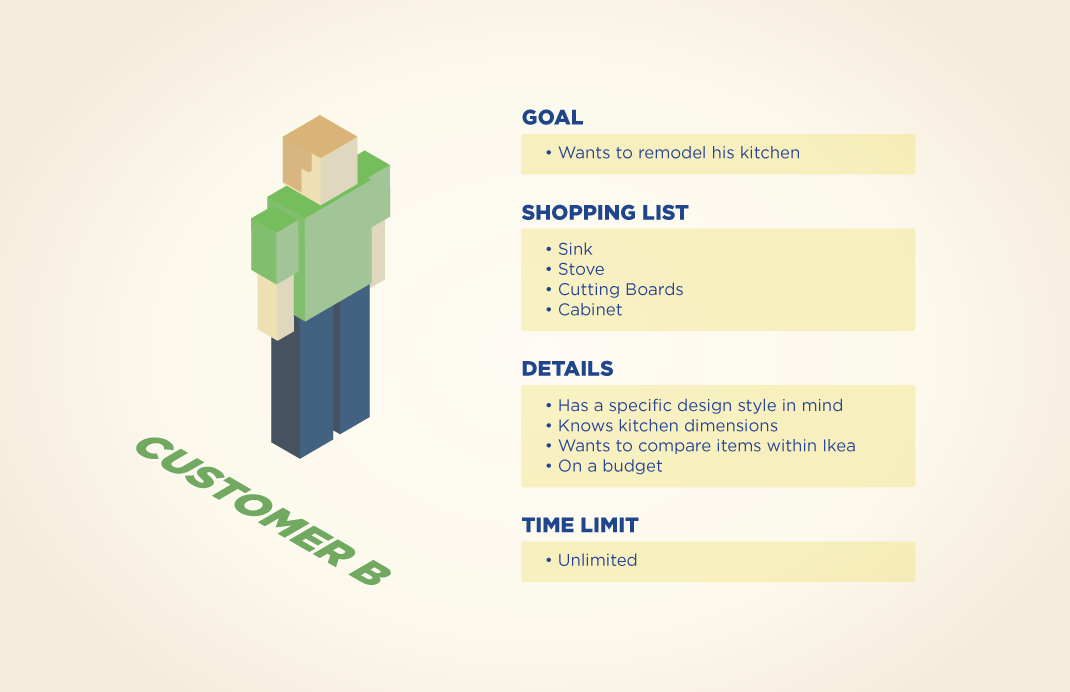 GOAL
• Wants to remodel his kitchen
SHOPPING LIST
• Sink
• Stove
• Cutting Boards
• Cabinet
DETAILS
• Has a specific design style in mind
• Knows kitchen dimensions
• Wants to compare items within Ikea
• On a budget
TIME LIMIT
• Unlimited
CUSTOMER B